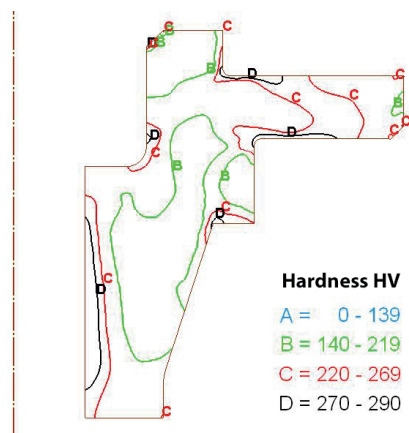 C
B
C
D B
B
D
C
C
C
B
C
D
C
D
C
C
B
B
C
D
C
D
C
Hardness HV
A = 0 - 139
B = 140 - 219
C = 220 - 269
D = 270 - 290